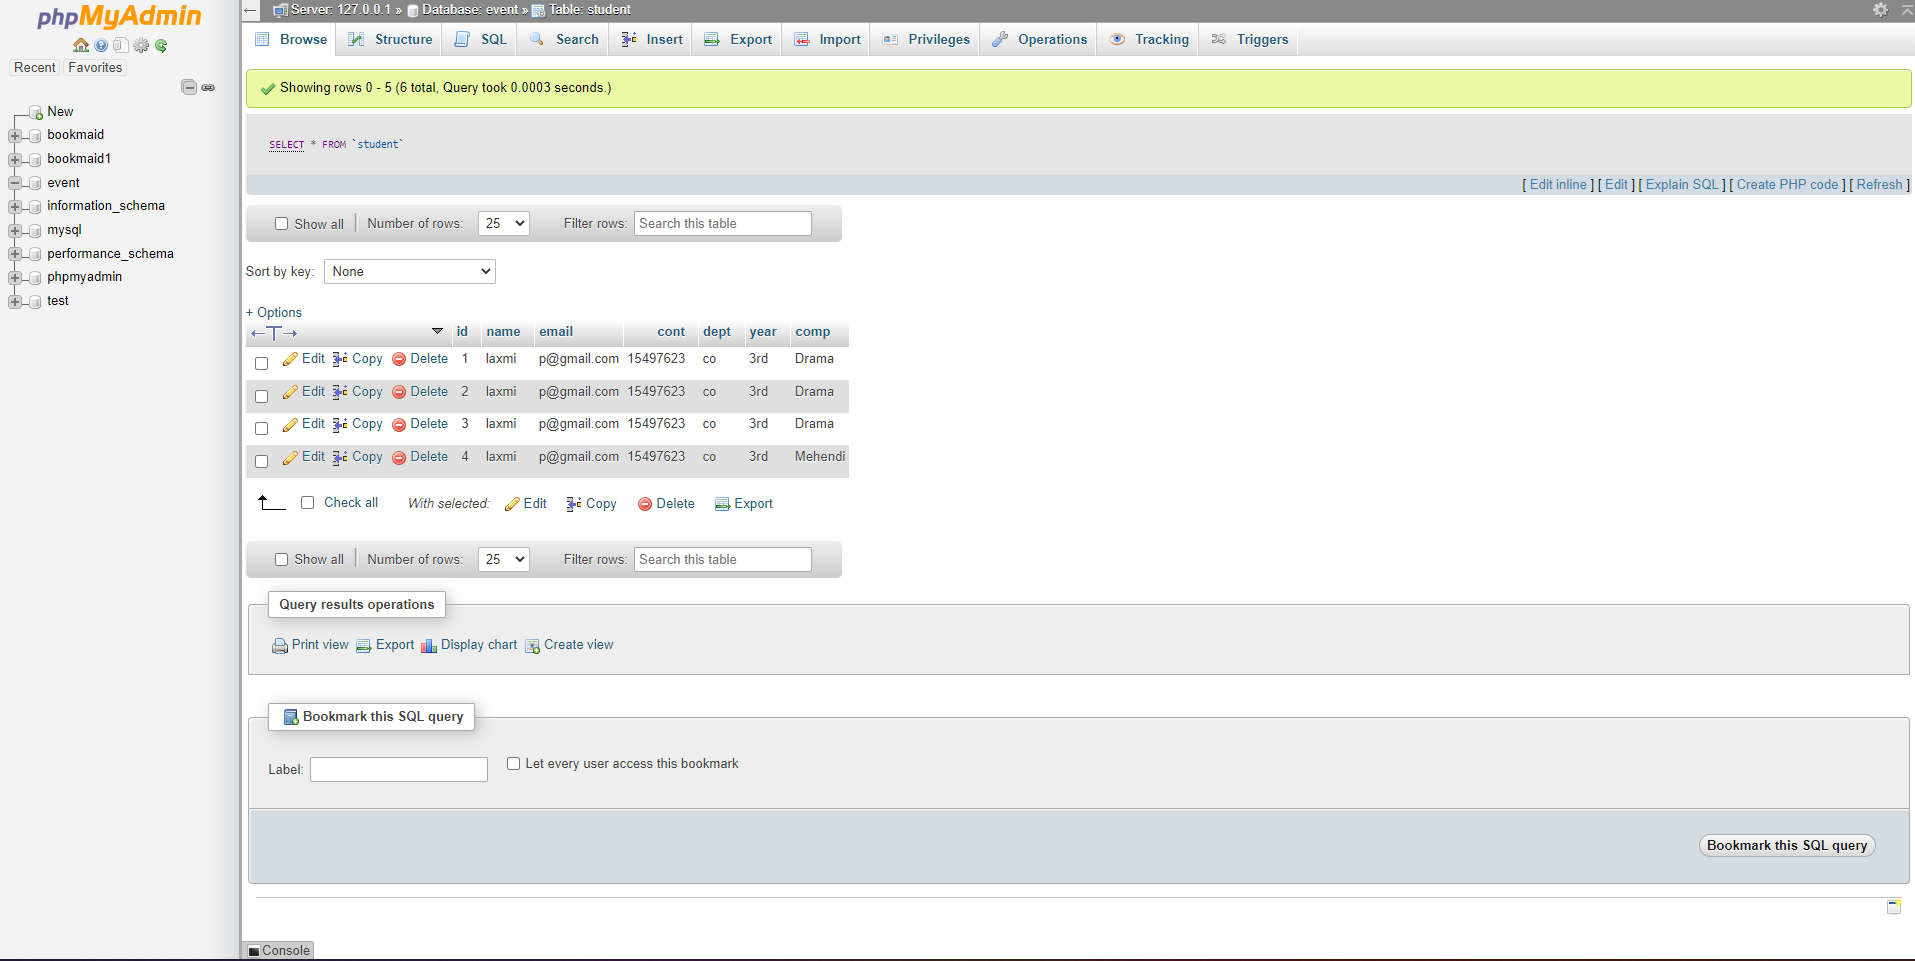 phpMyAdmin
Recent Favorites
New
bookmaid
bookmaid1
event
information_schema
mysql
performance_schema
phpmyadmin
test
Server: 127.0.0.1 » Database: event » Table: student
Browse Structure SQL Search Insert Export Import Privileges Operations Tracking Triggers
Showing rows 0 - 5 (6 total, Query took 0.0003 seconds.)
SELECT * FROM `student`
[ Edit inline ] [ Edit ] [ Explain SQL ] [ Create PHP code ] [ Refresh ]
Show all Number of rows: 25 Filter rows: Search this table
Sort by key: None
+ Options
←T→ id name email cont dept year comp
Edit Copy Delete 1 laxmi p@gmail.com 15497623 co 3rd Drama
Edit Copy Delete 2 laxmi p@gmail.com 15497623 co 3rd Drama
Edit Copy Delete 3 laxmi p@gmail.com 15497623 co 3rd Drama
Edit Copy Delete 4 laxmi p@gmail.com 15497623 co 3rd Mehendi
Check all With selected: Edit Copy Delete Export
Show all Number of rows: 25 Filter rows: Search this table
Query results operations
Print view Export Display chart Create view
Bookmark this SQL query
Label: Let every user access this bookmark
Bookmark this SQL query
Console